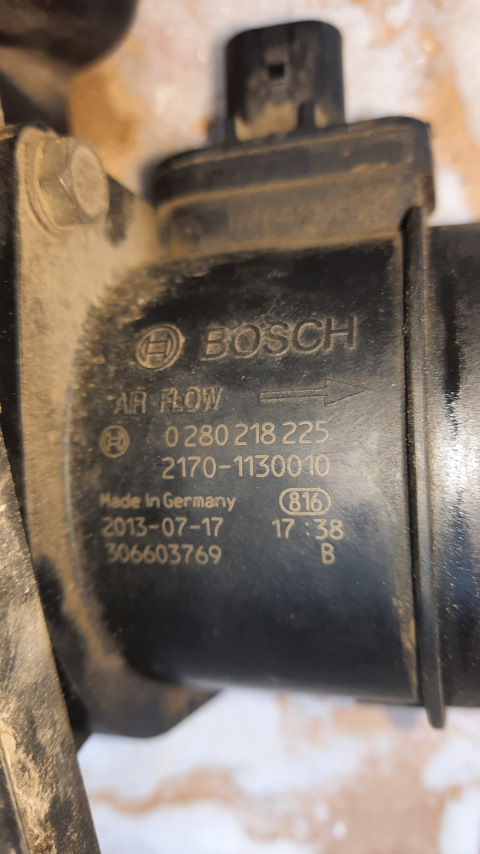 BOSCH
AIR FLOW
0 280 218 225
2170-1130010
Made in Germany 816
2013-07-17 17:38
306603769 B